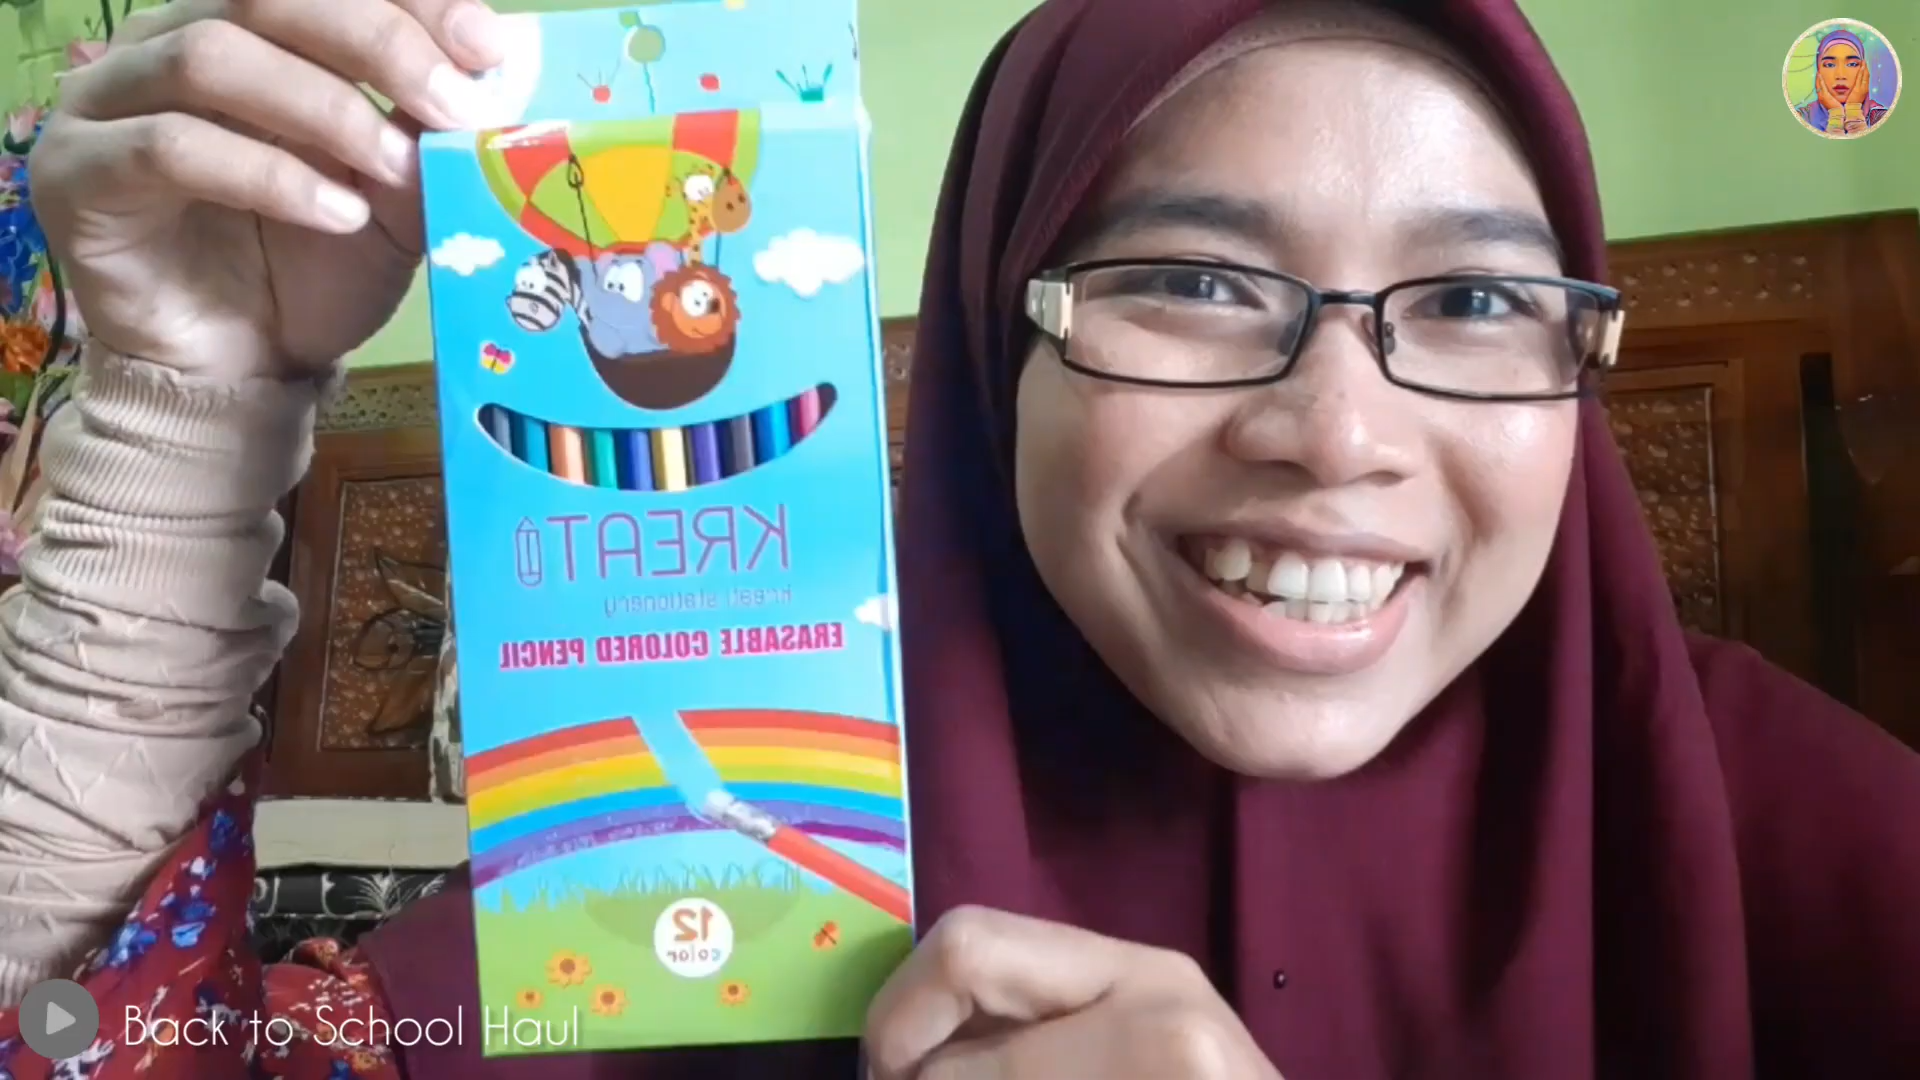 KREATI
kreati stationery
ERASABLE COLORED PENCIL
12
color
Back to School Haul